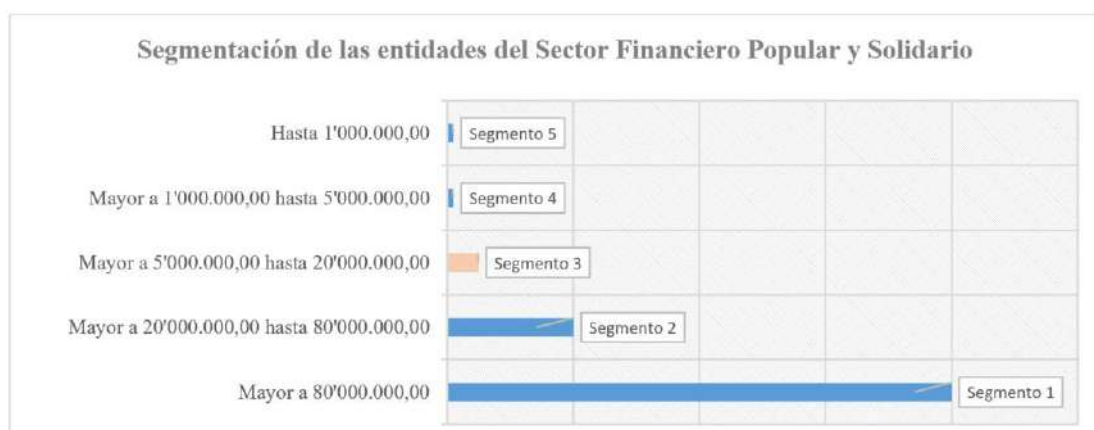 Segmentación de las entidades del Sector Financiero Popular y Solidario
Hasta 1'000.000,00
Segmento 5
Mayor a 1'000.000,00 hasta 5'000.000,00
Segmento 4
Mayor a 5'000.000,00 hasta 20'000.000,00
Segmento 3
Mayor a 20'000.000,00 hasta 80'000.000,00
Segmento 2
Mayor a 80'000.000,00
Segmento 1